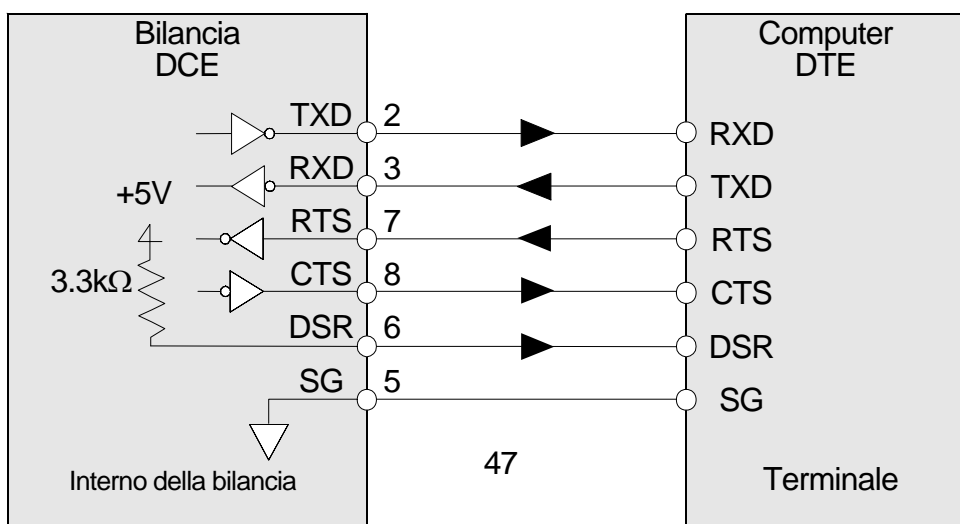 Bilancia
DCE
Computer
DTE
TXD 2
RXD
RXD 3
TXD
+5V
RTS 7
RTS
3.3kΩ
CTS 8
CTS
DSR 6
DSR
SG 5
SG
47
Interno della bilancia
Terminale